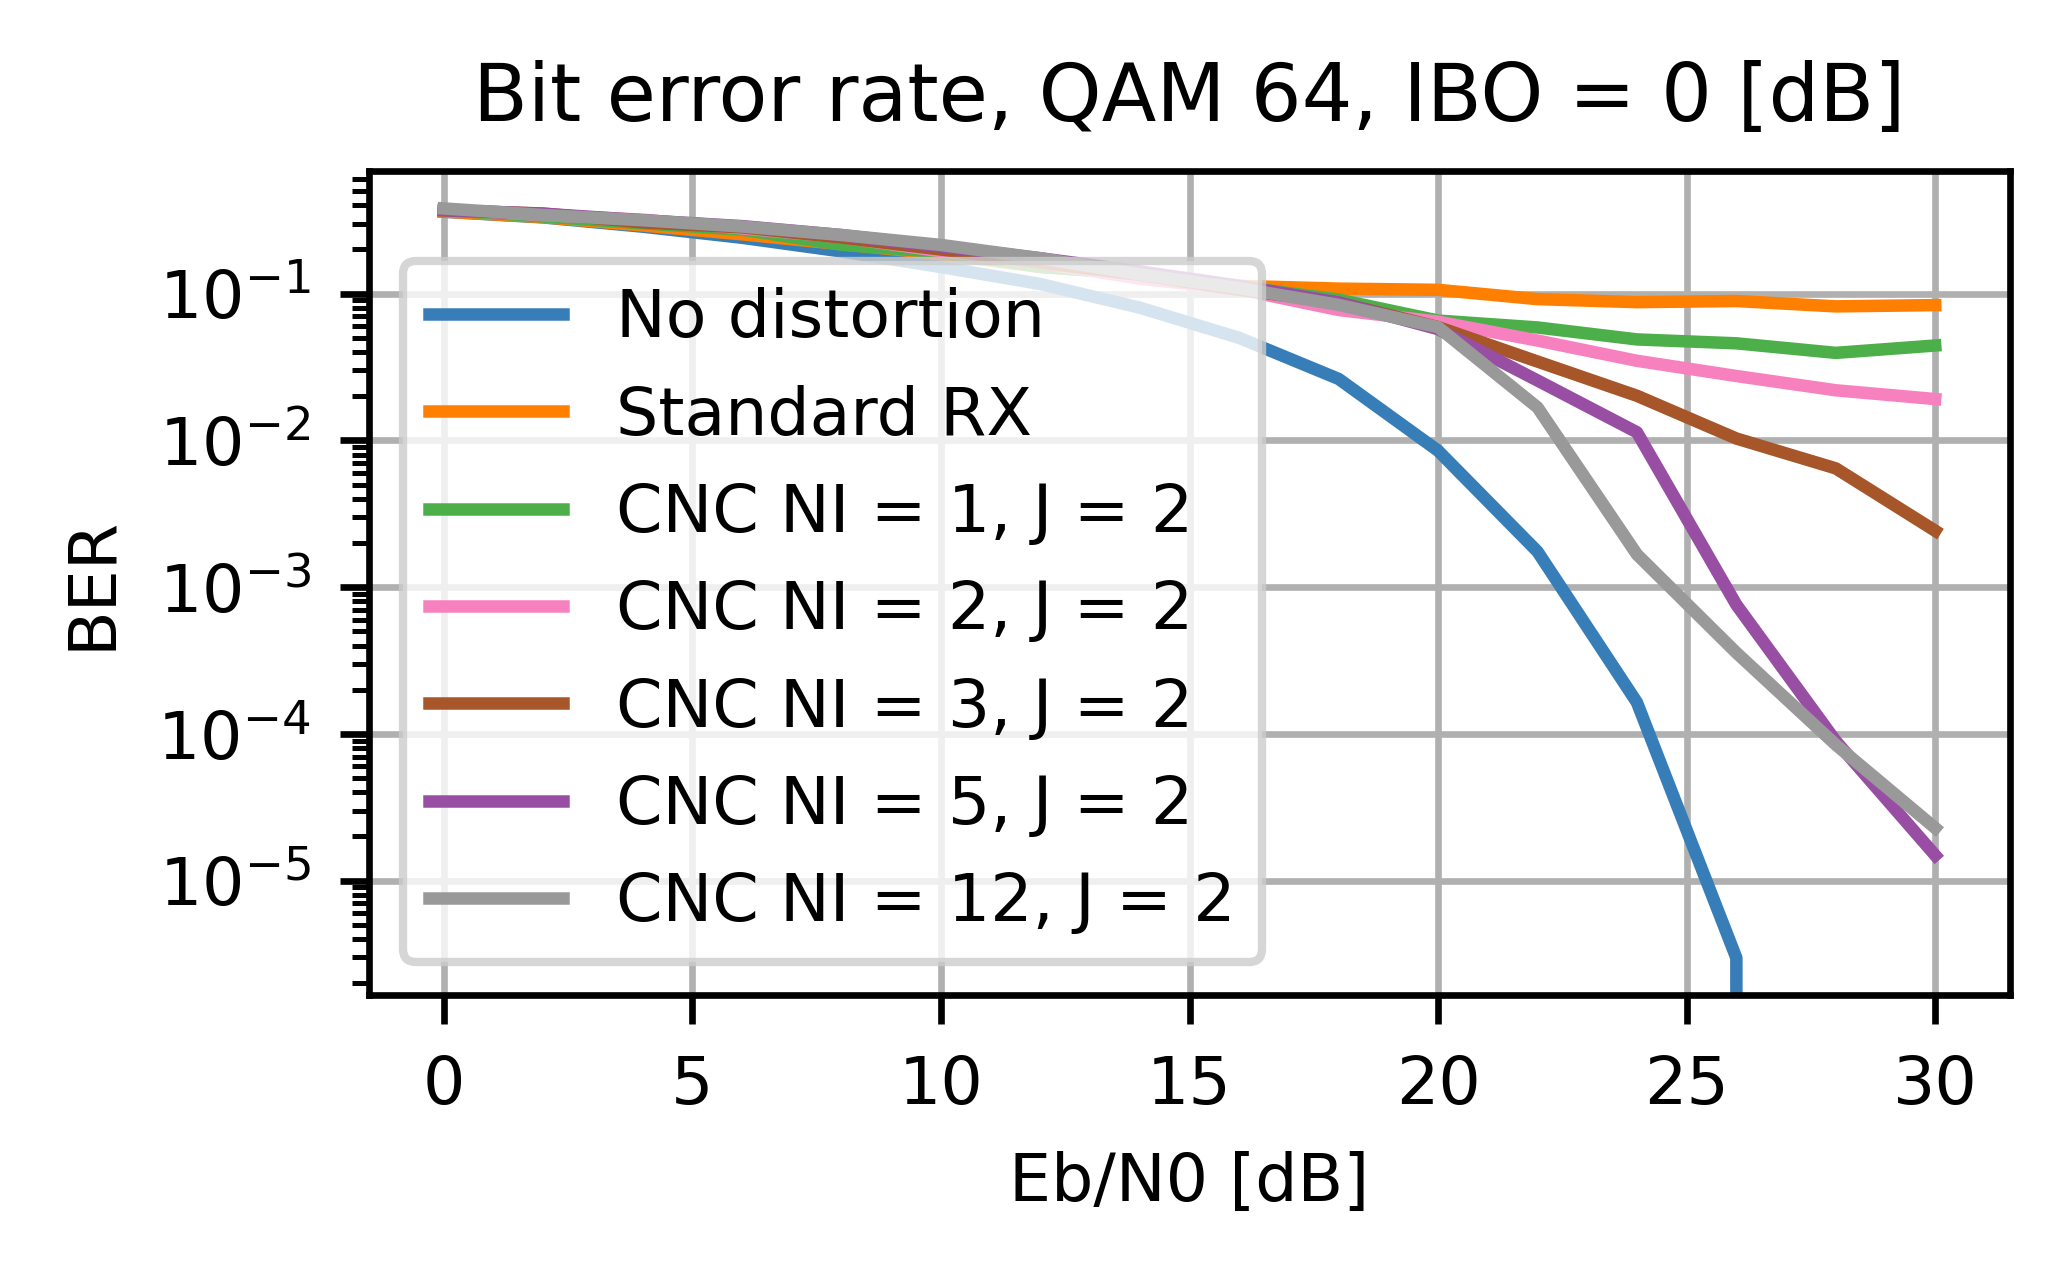 Bit error rate, QAM 64, IBO = 0 [dB]
BER
10⁻¹
10⁻²
10⁻³
10⁻⁴
10⁻⁵
No distortion
Standard RX
CNC NI = 1, J = 2
CNC NI = 2, J = 2
CNC NI = 3, J = 2
CNC NI = 5, J = 2
CNC NI = 12, J = 2
0 5 10 15 20 25 30
Eb/N0 [dB]